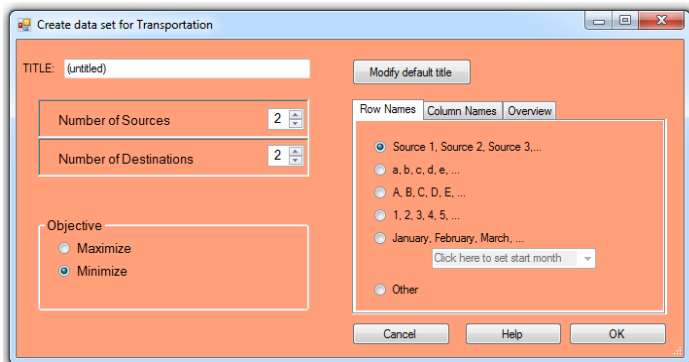 Create data set for Transportation
TITLE: (untitled)
Modify default title
Number of Sources 2
Number of Destinations 2
Objective
Maximize
Minimize
Row Names Column Names Overview
Source 1, Source 2, Source 3,...
a, b, c, d, e, ...
A, B, C, D, E, ...
1, 2, 3, 4, 5, ...
January, February, March, ...
Click here to set start month
Other
Cancel Help OK